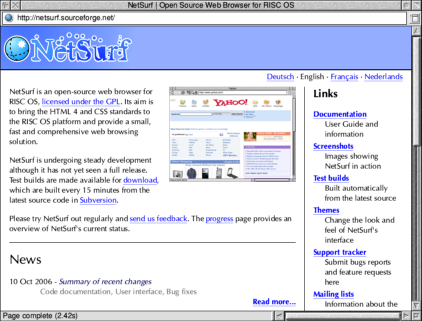 NetSurf | Open Source Web Browser for RISC OS
http://netsurf.sourceforge.net/
NetSurf
Deutsch · English · Français · Nederlands
NetSurf is an open-source web browser for
RISC OS, licensed under the GPL. Its aim is
to bring the HTML 4 and CSS standards to
the RISC OS platform and provide a small,
fast and comprehensive web browsing
solution.
NetSurf is undergoing steady development
although it has not yet seen a full release.
Test builds are made available for download,
which are built every 15 minutes from the
latest source code in Subversion.
YAHOO!
Please try NetSurf out regularly and send us feedback. The progress page provides an
overview of NetSurf's current status.
News
10 Oct 2006 - Summary of recent changes
Code documentation, User interface, Bug fixes
Read more...
Links
Documentation
User Guide and
information
Screenshots
Images showing
NetSurf in action
Test builds
Built automatically
from the latest source
Themes
Change the look and
feel of NetSurf's
interface
Support tracker
Submit bugs reports
and feature requests
here
Mailing lists
Information about the
Page complete (2.42s)